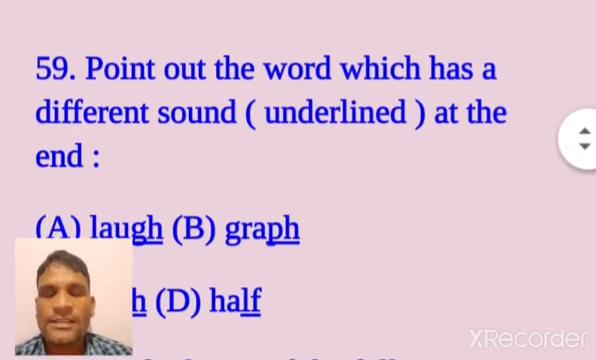 59. Point out the word which has a
different sound ( underlined ) at the
end :
(A) laugh (B) graph
h (D) half
XRecorder